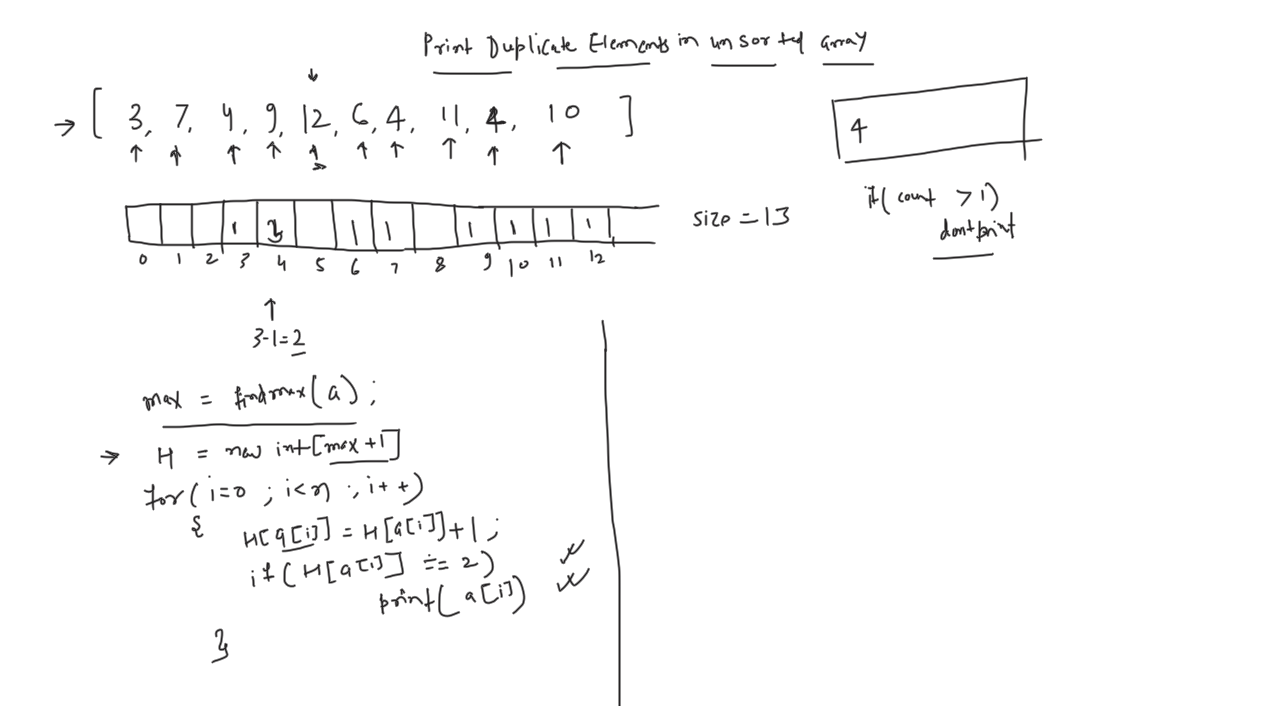 Print Duplicate Elements in unsorted array
→ [ 3, 7, 4, 9, 12, 6, 4, 11, 4, 10 ]
4
if( count > 1)
dont print
1 3 1 1 1 1 1 1
size = 13
0 1 2 3 4 5 6 7 8 9 10 11 12
3-1=2
max = findmax(a);
→ H = new int[max+1]
for(i=0 ; i<n ; i++)
{
H[a[i]] = H[a[i]]+1;
if( H[a[i]] == 2)
print( a[i])
}